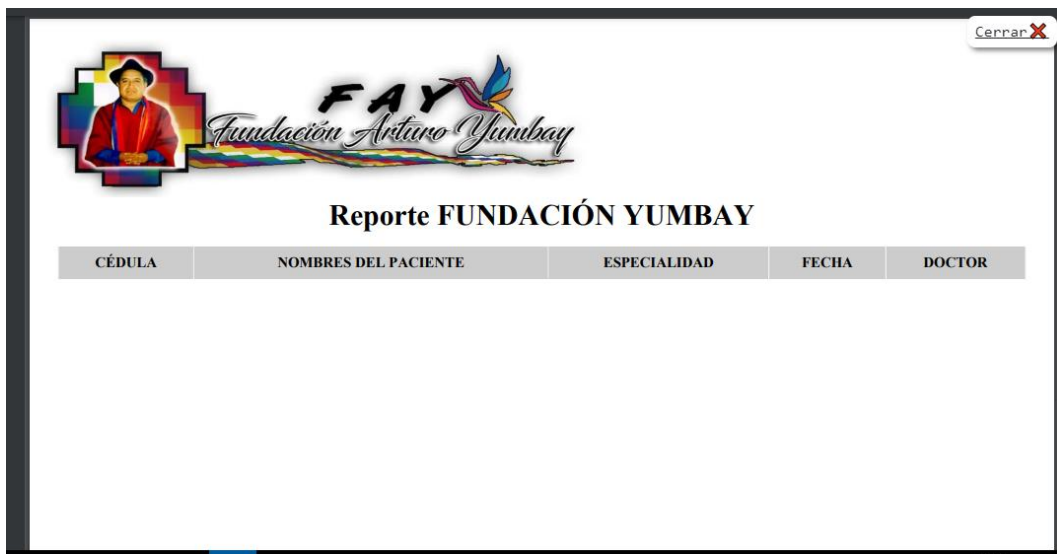 Cerrar
FAY
Fundación Arturo Yumbay
Reporte FUNDACIÓN YUMBAY
CÉDULA NOMBRES DEL PACIENTE ESPECIALIDAD FECHA DOCTOR